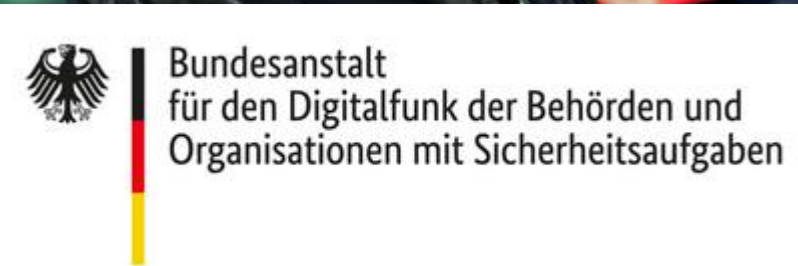 Bundesanstalt
für den Digitalfunk der Behörden und
Organisationen mit Sicherheitsaufgaben